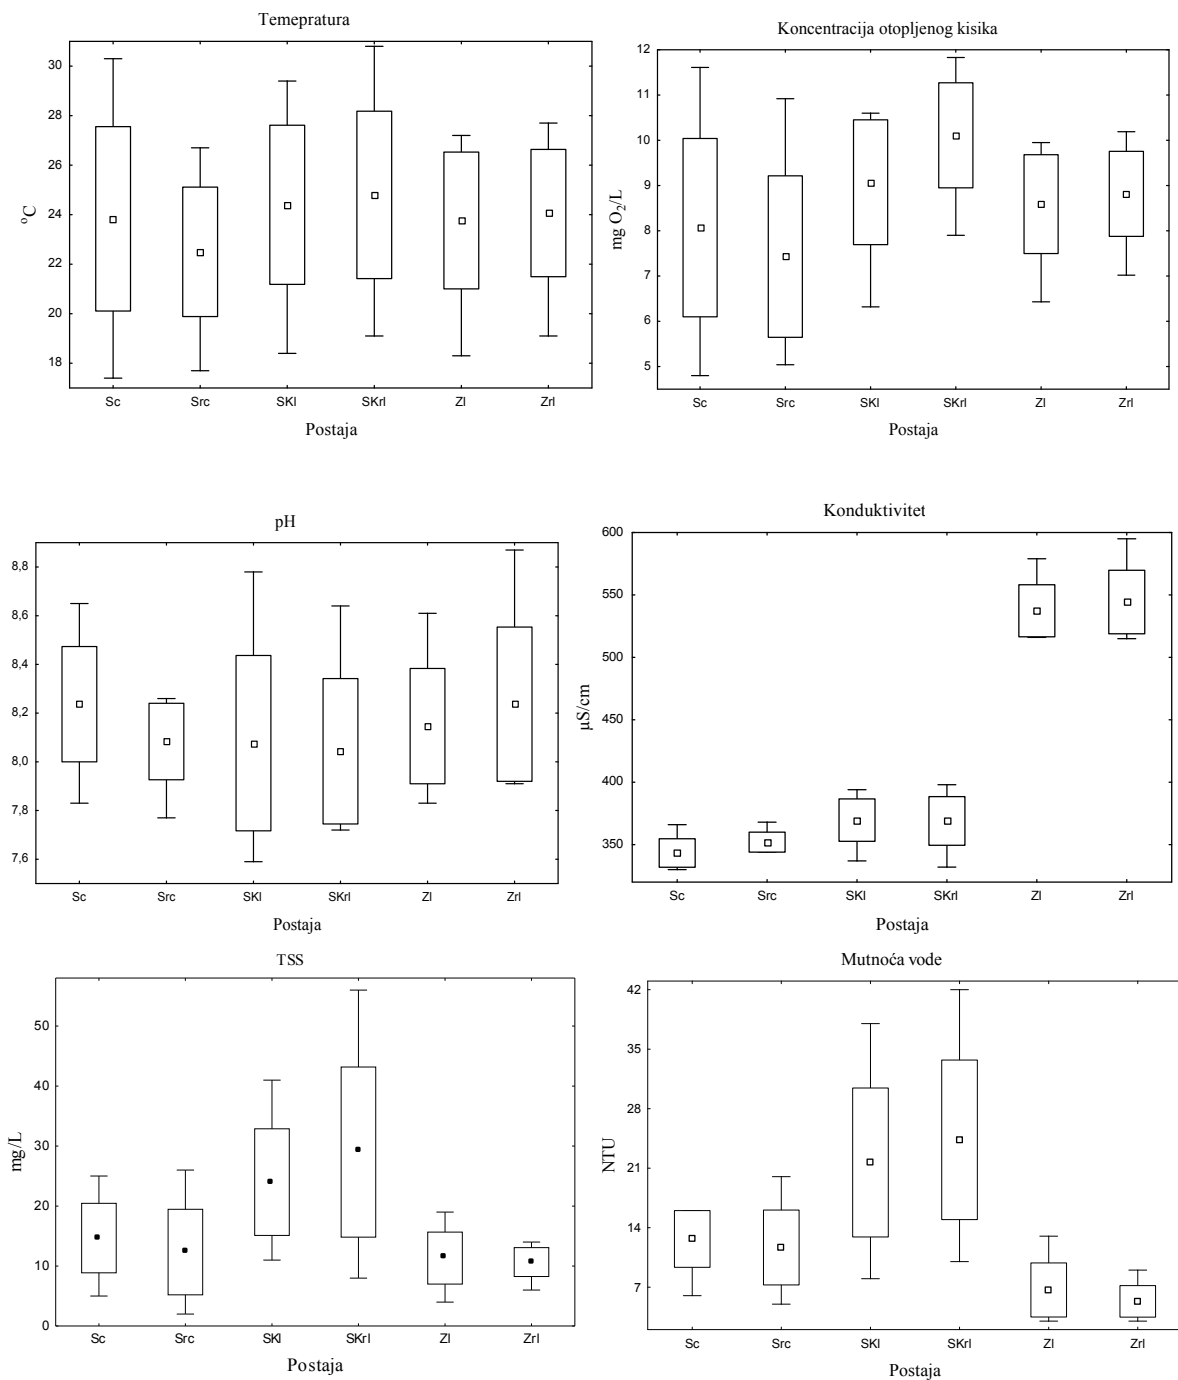 Temepratura
30
28
26
24
22
20
18
°C
Sc Src SKl SKrl Zl Zrl
Postaja
Koncentracija otopljenog kisika
12
11
10
9
8
7
6
5
mg O₂/L
Sc Src SKl SKrl Zl Zrl
Postaja
pH
8,8
8,6
8,4
8,2
8,0
7,8
7,6
Sc Src SKl SKrl Zl Zrl
Postaja
Konduktivitet
600
550
500
450
400
350
µS/cm
Sc Src SKl SKrl Zl Zrl
Postaja
TSS
50
40
30
20
10
0
mg/L
Sc Src SKl SKrl Zl Zrl
Postaja
Mutnoća vode
42
35
28
21
14
7
NTU
Sc Src SKl SKrl Zl Zrl
Postaja